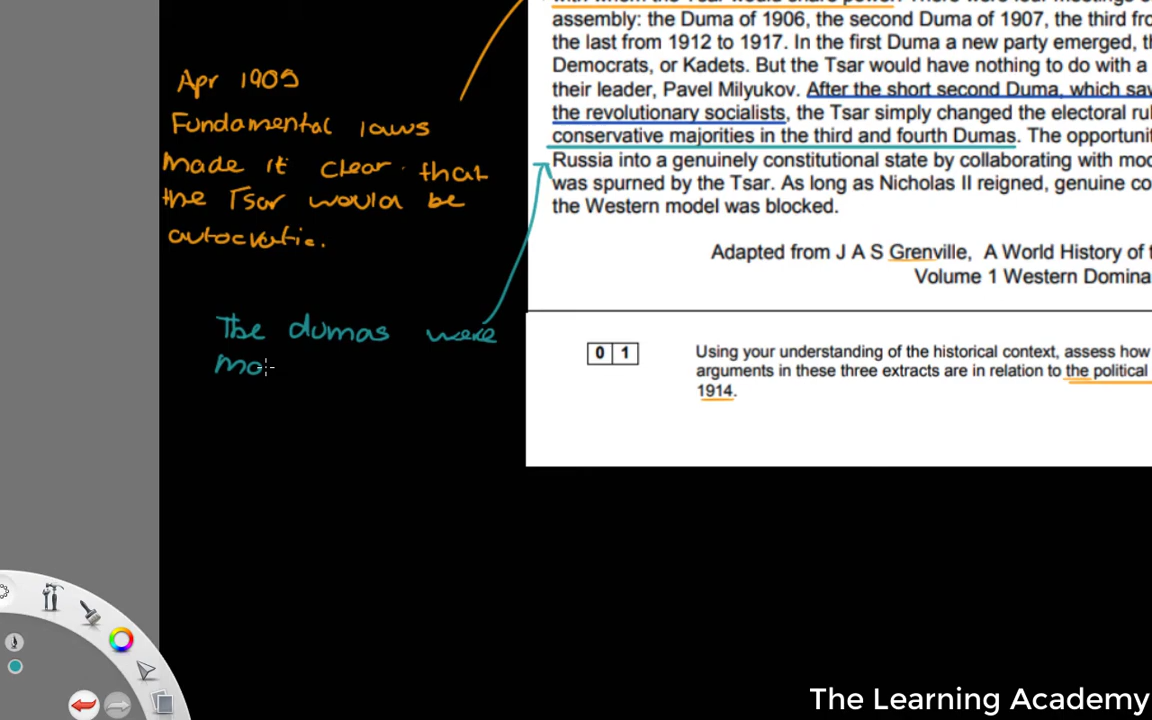 Apr 1905
Fundamental laws
made it clear that
the Tsar would be
autocratic.
The dumas were
mo
with whom the Tsar would share power. There were four meetings
assembly: the Duma of 1906, the second Duma of 1907, the third fro
the last from 1912 to 1917. In the first Duma a new party emerged, th
Democrats, or Kadets. But the Tsar would have nothing to do with a
their leader, Pavel Milyukov. After the short second Duma, which sav
the revolutionary socialists, the Tsar simply changed the electoral rul
conservative majorities in the third and fourth Dumas. The opportunit
Russia into a genuinely constitutional state by collaborating with mod
was spurned by the Tsar. As long as Nicholas II reigned, genuine co
the Western model was blocked.
Adapted from J A S Grenville, A World History of t
Volume 1 Western Domina
0 1
Using your understanding of the historical context, assess how
arguments in these three extracts are in relation to the political
1914.
The Learning Academy